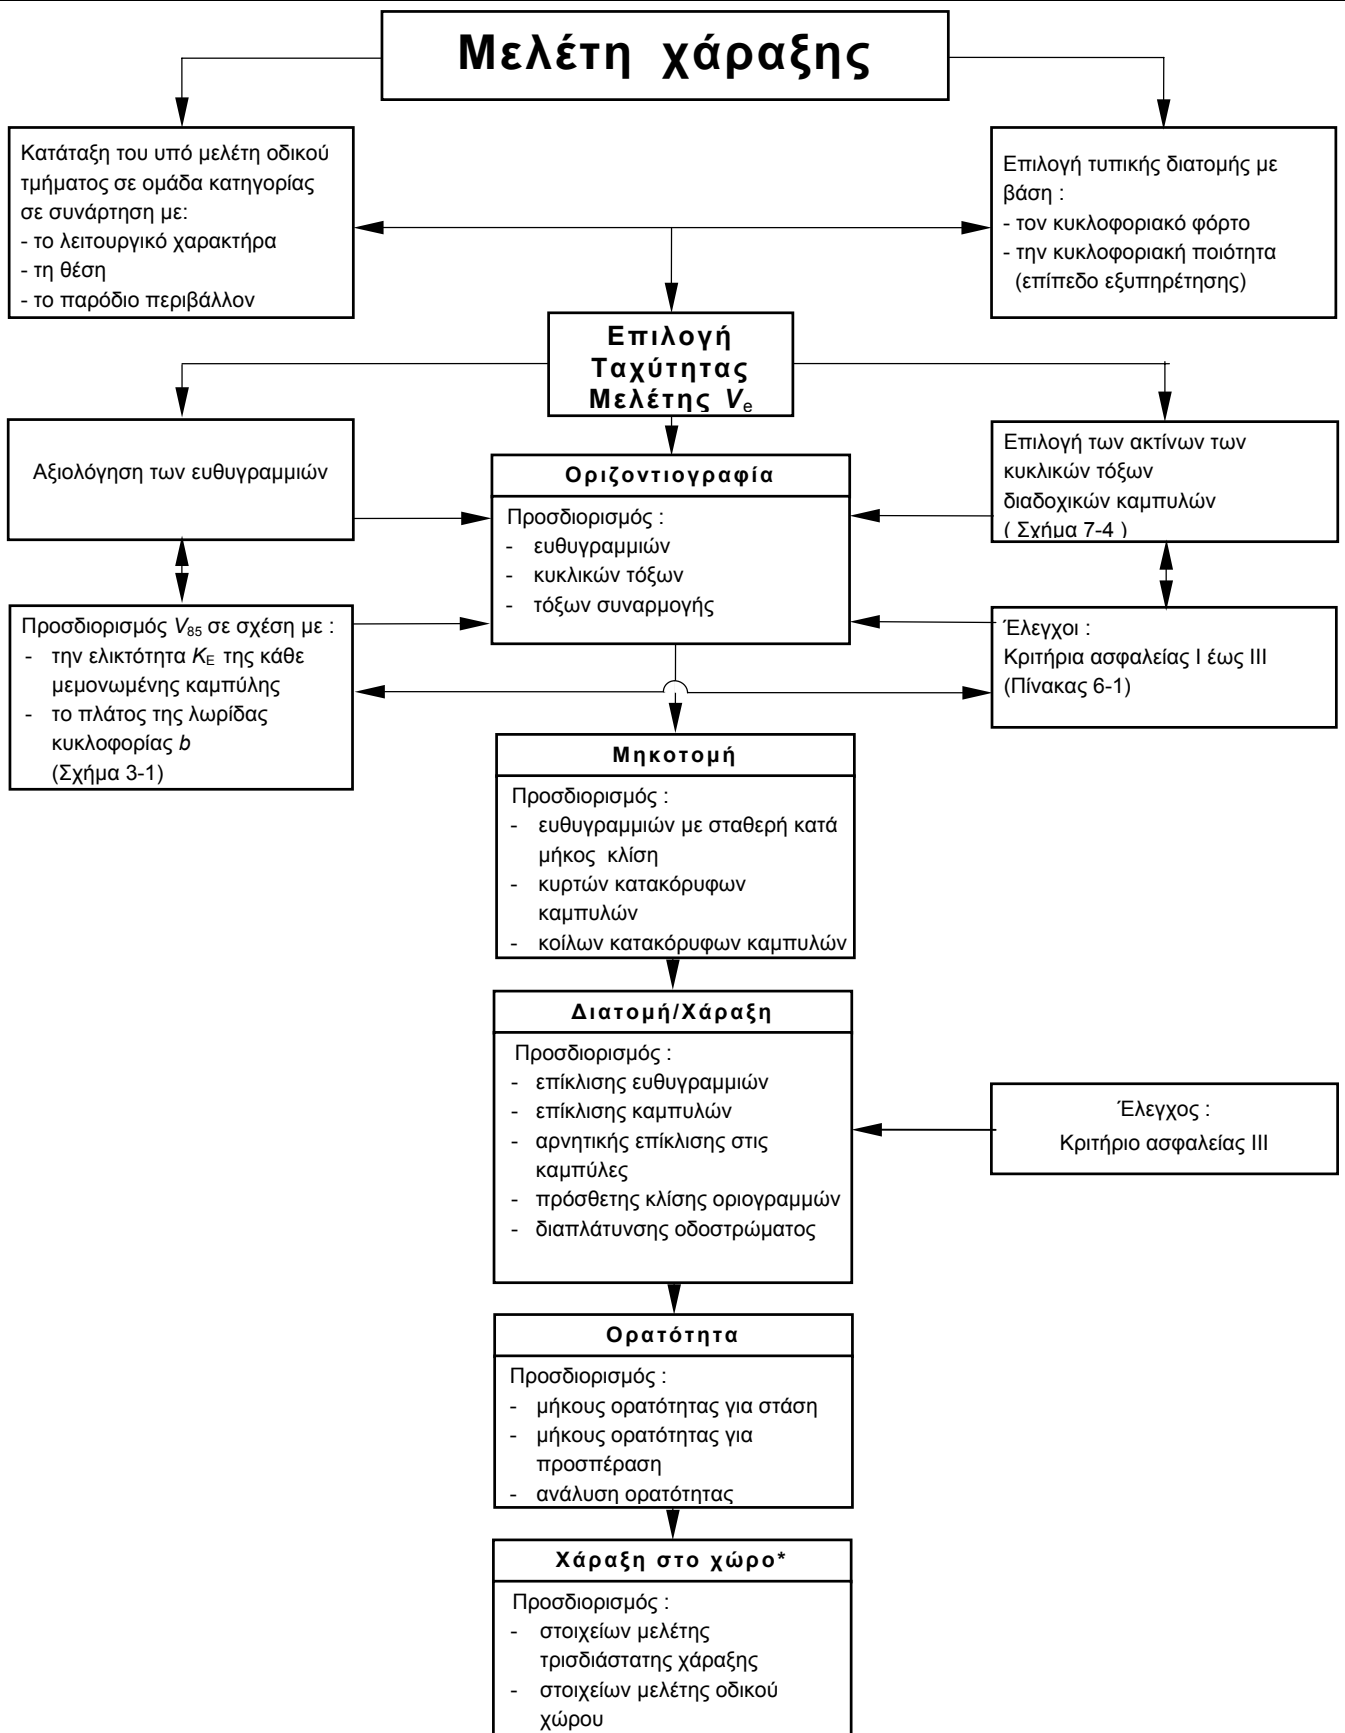 Μελέτη χάραξης
Κατάταξη του υπό μελέτη οδικού
τμήματος σε ομάδα κατηγορίας
σε συνάρτηση με:
- το λειτουργικό χαρακτήρα
- τη θέση
- το παρόδιο περιβάλλον
Επιλογή τυπικής διατομής με
βάση :
- τον κυκλοφοριακό φόρτο
- την κυκλοφοριακή ποιότητα
(επίπεδο εξυπηρέτησης)
Επιλογή
Ταχύτητας
Μελέτης Ve
Αξιολόγηση των ευθυγραμμιών
Οριζοντιογραφία
Προσδιορισμός :
- ευθυγραμμιών
- κυκλικών τόξων
- τόξων συναρμογής
Επιλογή των ακτίνων των
κυκλικών τόξων
διαδοχικών καμπυλών
( Σχήμα 7-4 )
Προσδιορισμός V85 σε σχέση με :
- την ελικτότητα KE της κάθε
μεμονωμένης καμπύλης
- το πλάτος της λωρίδας
κυκλοφορίας b
(Σχήμα 3-1)
Έλεγχοι :
Κριτήρια ασφαλείας I έως III
(Πίνακας 6-1)
Μηκοτομή
Προσδιορισμός :
- ευθυγραμμιών με σταθερή κατά
μήκος κλίση
- κυρτών κατακόρυφων
καμπυλών
- κοίλων κατακόρυφων καμπυλών
Διατομή/Χάραξη
Προσδιορισμός :
- επίκλισης ευθυγραμμιών
- επίκλισης καμπυλών
- αρνητικής επίκλισης στις
καμπύλες
- πρόσθετης κλίσης οριογραμμών
- διαπλάτυνσης οδοστρώματος
Έλεγχος :
Κριτήριο ασφαλείας III
Ορατότητα
Προσδιορισμός :
- μήκους ορατότητας για στάση
- μήκους ορατότητας για
προσπέραση
- ανάλυση ορατότητας
Χάραξη στο χώρο*
Προσδιορισμός :
- στοιχείων μελέτης
τρισδιάστατης χάραξης
- στοιχείων μελέτης οδικού
χώρου